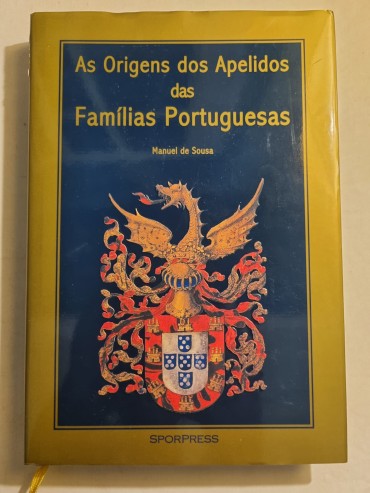 As Origens dos Apelidos
das
Famílias Portuguesas
Manuel de Sousa
SPORPRESS